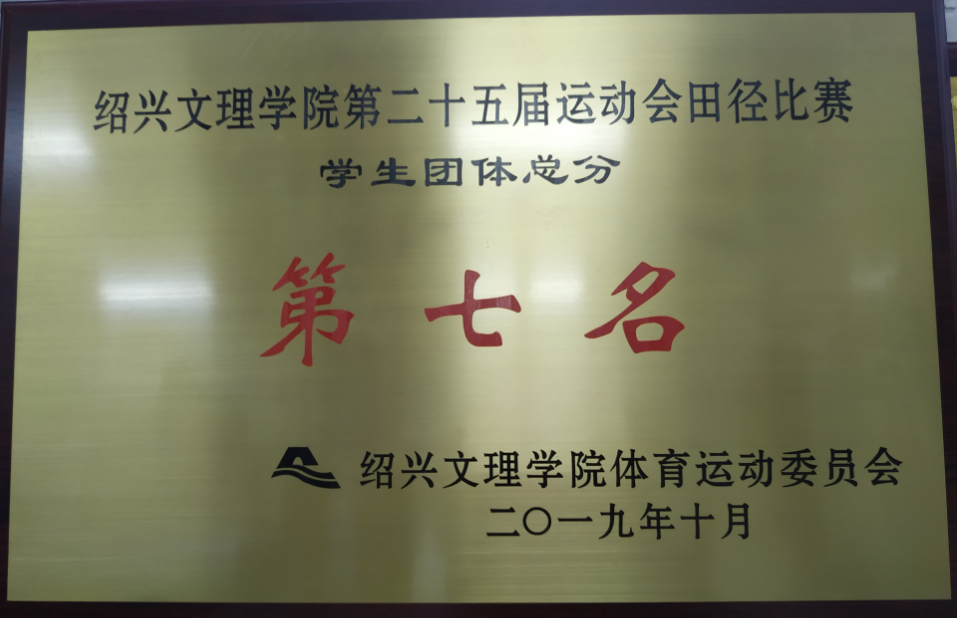 绍兴文理学院第二十五届运动会田径比赛
学生团体总分
第七名
绍兴文理学院体育运动委员会
二〇一九年十月